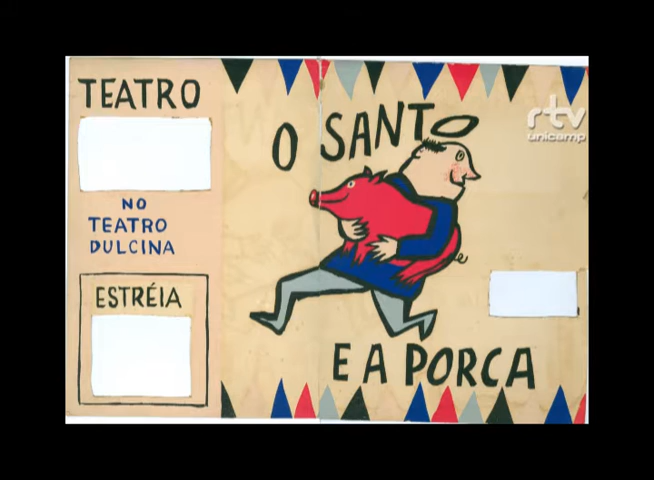 TEATRO
NO
TEATRO
DULCINA
ESTRÉIA
O SANTO
E A PORCA
rtv
unicamp